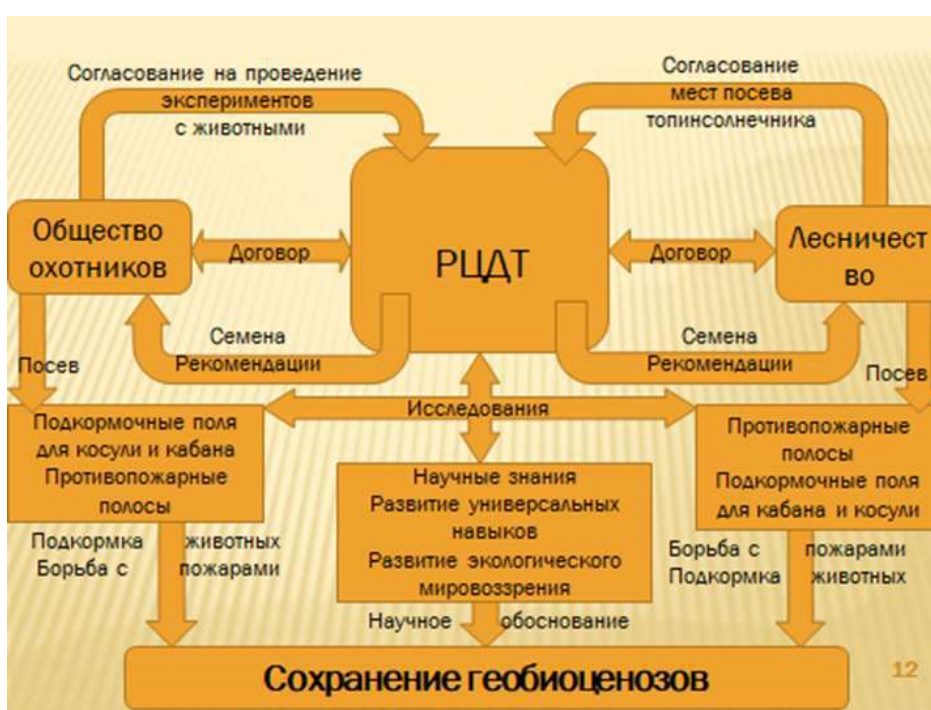 Согласование на проведение
экспериментов
с животными
Согласование
мест посева
топинсолнечника
Общество
охотников
Договор
РЦДТ
Договор
Лесничест
во
Семена
Рекомендации
Семена
Рекомендации
Посев
Посев
Исследования
Подкормочные поля
для косули и кабана
Противопожарные
полосы
Научные знания
Развитие универсальных
навыков
Развитие экологического
мировоззрения
Противопожарные
полосы
Подкормочные поля
для кабана и косули
Подкормка животных
Борьба с пожарами
Научное обоснование
Борьба с пожарами
Подкормка животных
Сохранение геобиоценозов
12